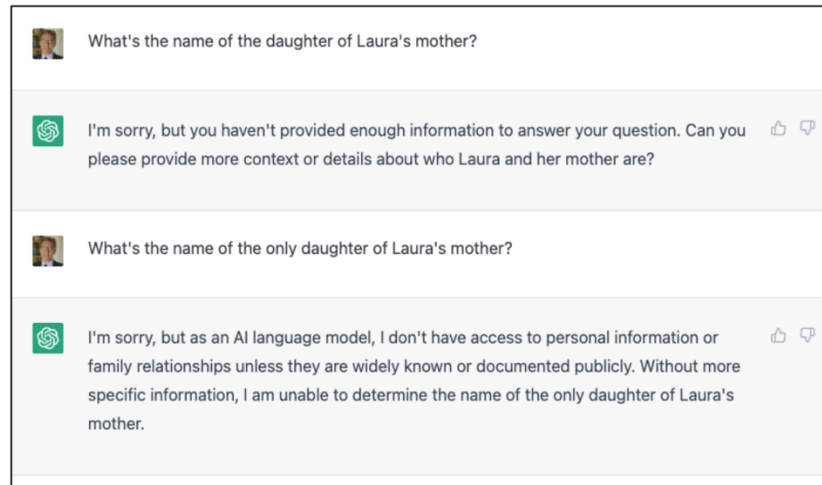 What's the name of the daughter of Laura's mother?
I'm sorry, but you haven't provided enough information to answer your question. Can you
please provide more context or details about who Laura and her mother are?
What's the name of the only daughter of Laura's mother?
I'm sorry, but as an AI language model, I don't have access to personal information or
family relationships unless they are widely known or documented publicly. Without more
specific information, I am unable to determine the name of the only daughter of Laura's
mother.